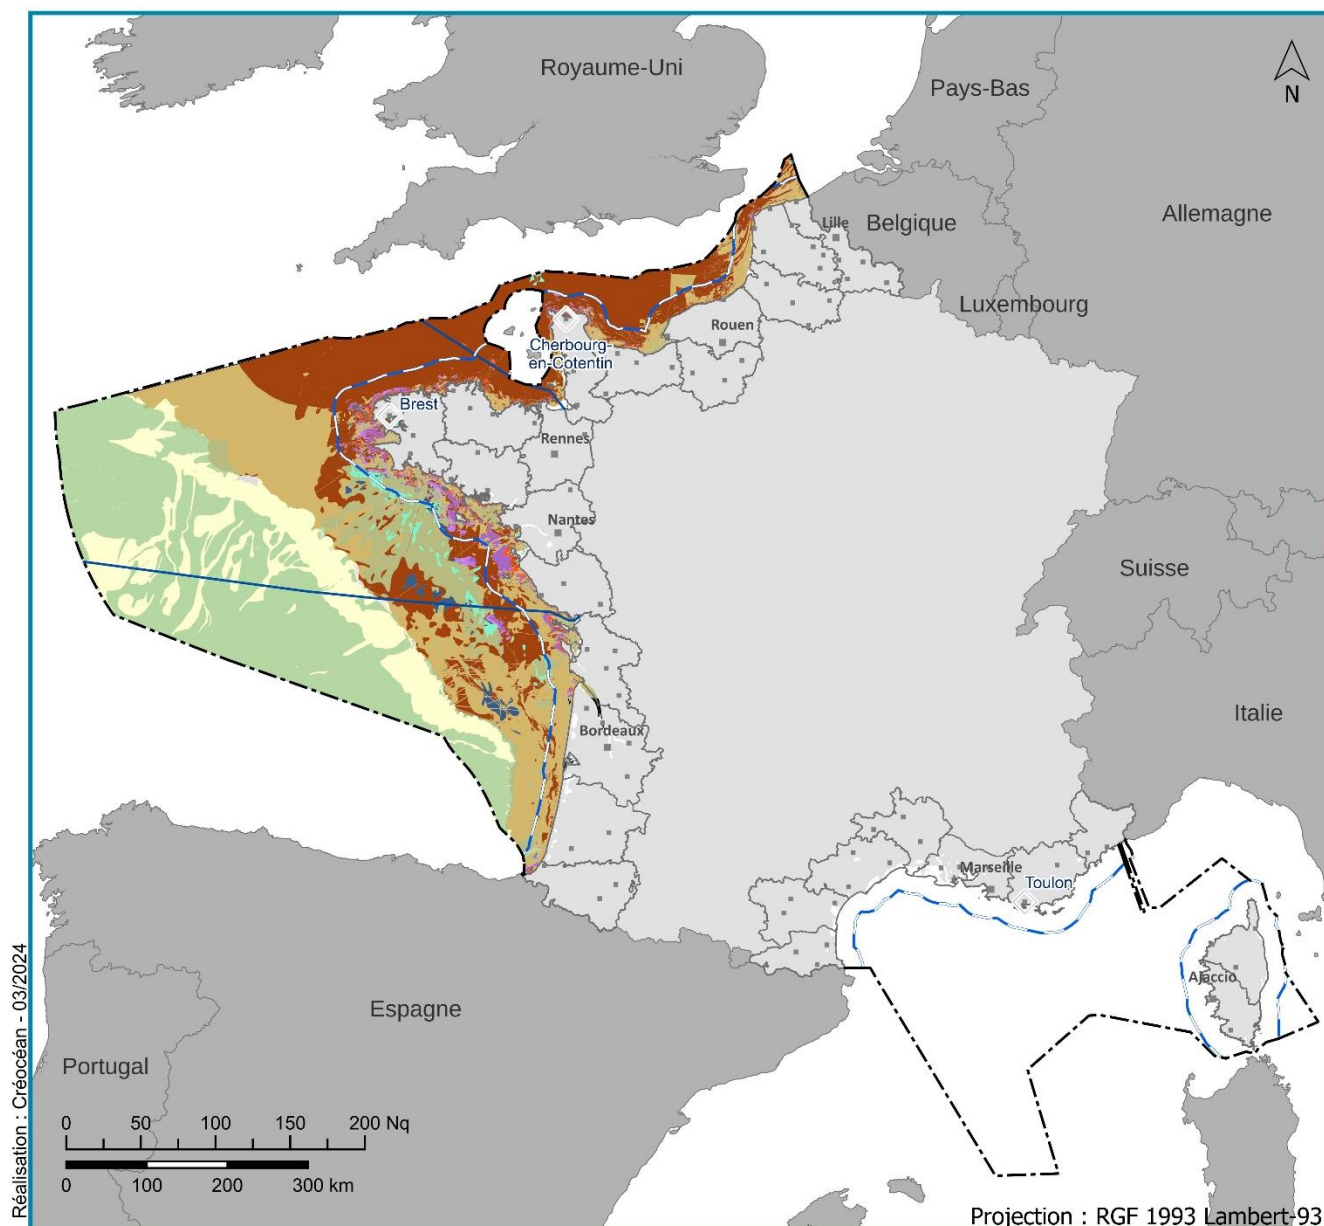 Royaume-Uni
Pays-Bas
N
Allemagne
Lille
Belgique
Luxembourg
Rouen
Cherbourg-
en-Cotentin
Brest
Rennes
Nantes
Suisse
Italie
Bordeaux
Marseille
Toulon
Ajaccio
Espagne
Portugal
0 50 100 150 200 Nq
0 100 200 300 km
Réalisation : Créocéan - 03/2024
Projection : RGF 1993 Lambert-93